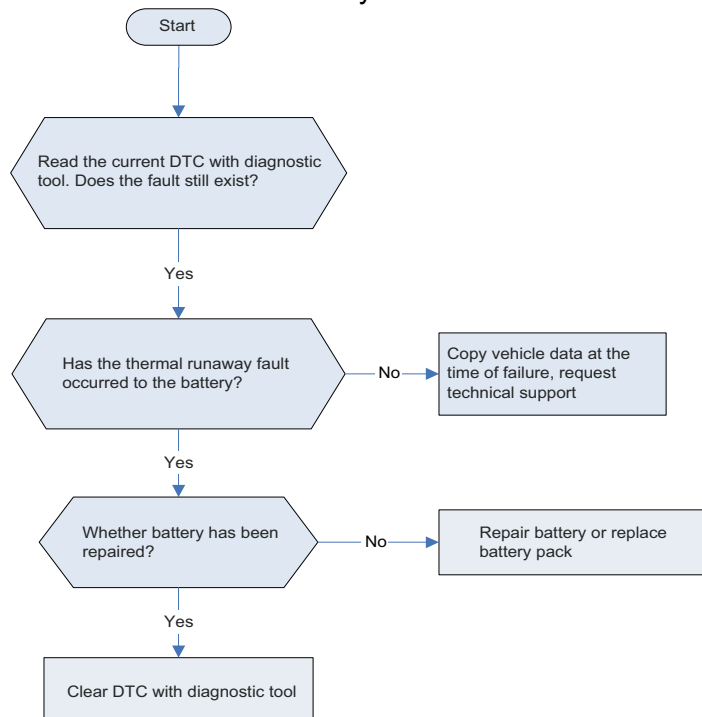 Start
Read the current DTC with diagnostic
tool. Does the fault still exist?
Yes
Has the thermal runaway fault
occurred to the battery?
No
Copy vehicle data at the
time of failure, request
technical support
Yes
Whether battery has been
repaired?
No
Repair battery or replace
battery pack
Yes
Clear DTC with diagnostic tool